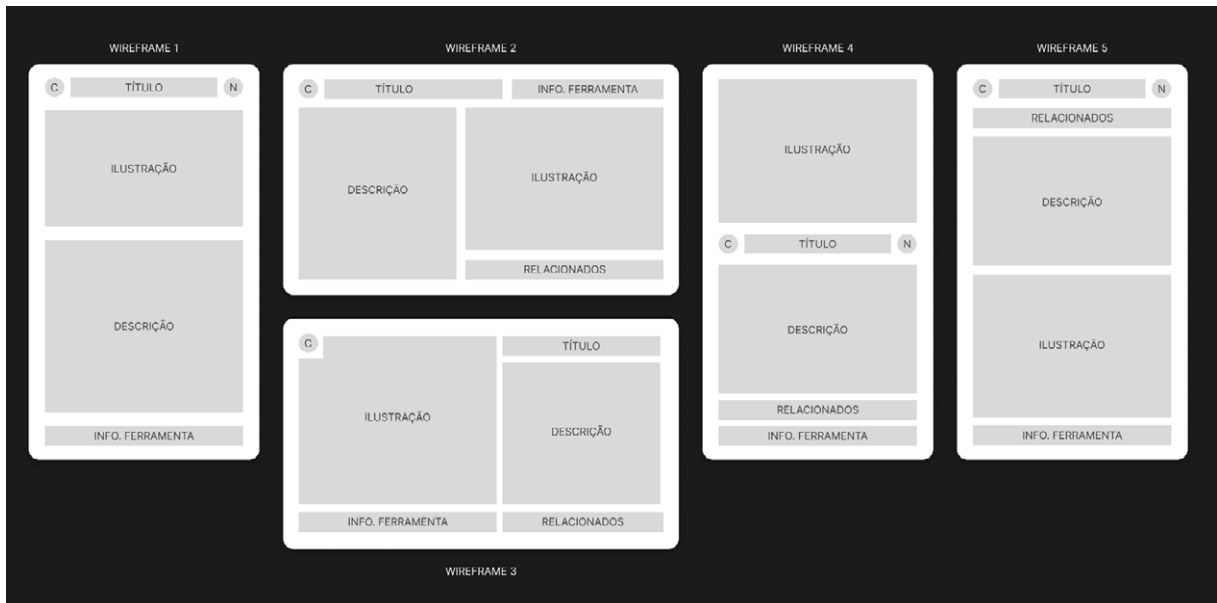 WIREFRAME 1
C
TÍTULO
N
ILUSTRAÇÃO
DESCRIÇÃO
INFO. FERRAMENTA
WIREFRAME 2
C
TÍTULO
INFO. FERRAMENTA
DESCRIÇÃO
ILUSTRAÇÃO
RELACIONADOS
C
ILUSTRAÇÃO
TÍTULO
DESCRIÇÃO
INFO. FERRAMENTA
RELACIONADOS
WIREFRAME 3
WIREFRAME 4
ILUSTRAÇÃO
C
TÍTULO
N
DESCRIÇÃO
RELACIONADOS
INFO. FERRAMENTA
WIREFRAME 5
C
TÍTULO
N
RELACIONADOS
DESCRIÇÃO
ILUSTRAÇÃO
INFO. FERRAMENTA